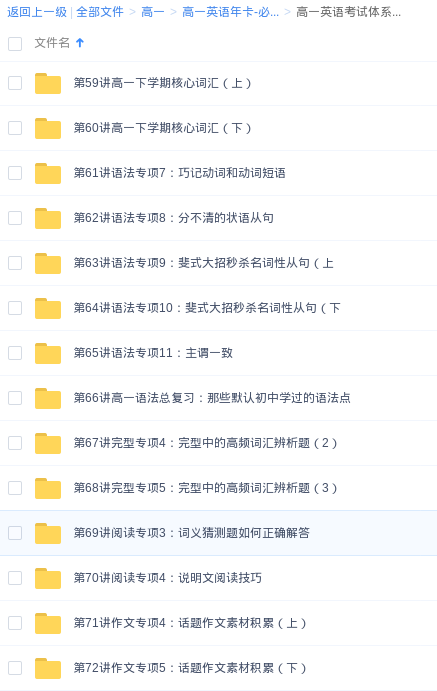 返回上一级 | 全部文件 > 高一 > 高一英语年卡-必... > 高一英语考试体系...
文件名
第59讲高一下学期核心词汇（上）
第60讲高一下学期核心词汇（下）
第61讲语法专项7：巧记动词和动词短语
第62讲语法专项8：分不清的状语从句
第63讲语法专项9：斐式大招秒杀名词性从句（上
第64讲语法专项10：斐式大招秒杀名词性从句（下
第65讲语法专项11：主谓一致
第66讲高一语法总复习：那些默认初中学过的语法点
第67讲完型专项4：完型中的高频词汇辨析题（2）
第68讲完型专项5：完型中的高频词汇辨析题（3）
第69讲阅读专项3：词义猜测题如何正确解答
第70讲阅读专项4：说明文阅读技巧
第71讲作文专项4：话题作文素材积累（上）
第72讲作文专项5：话题作文素材积累（下）